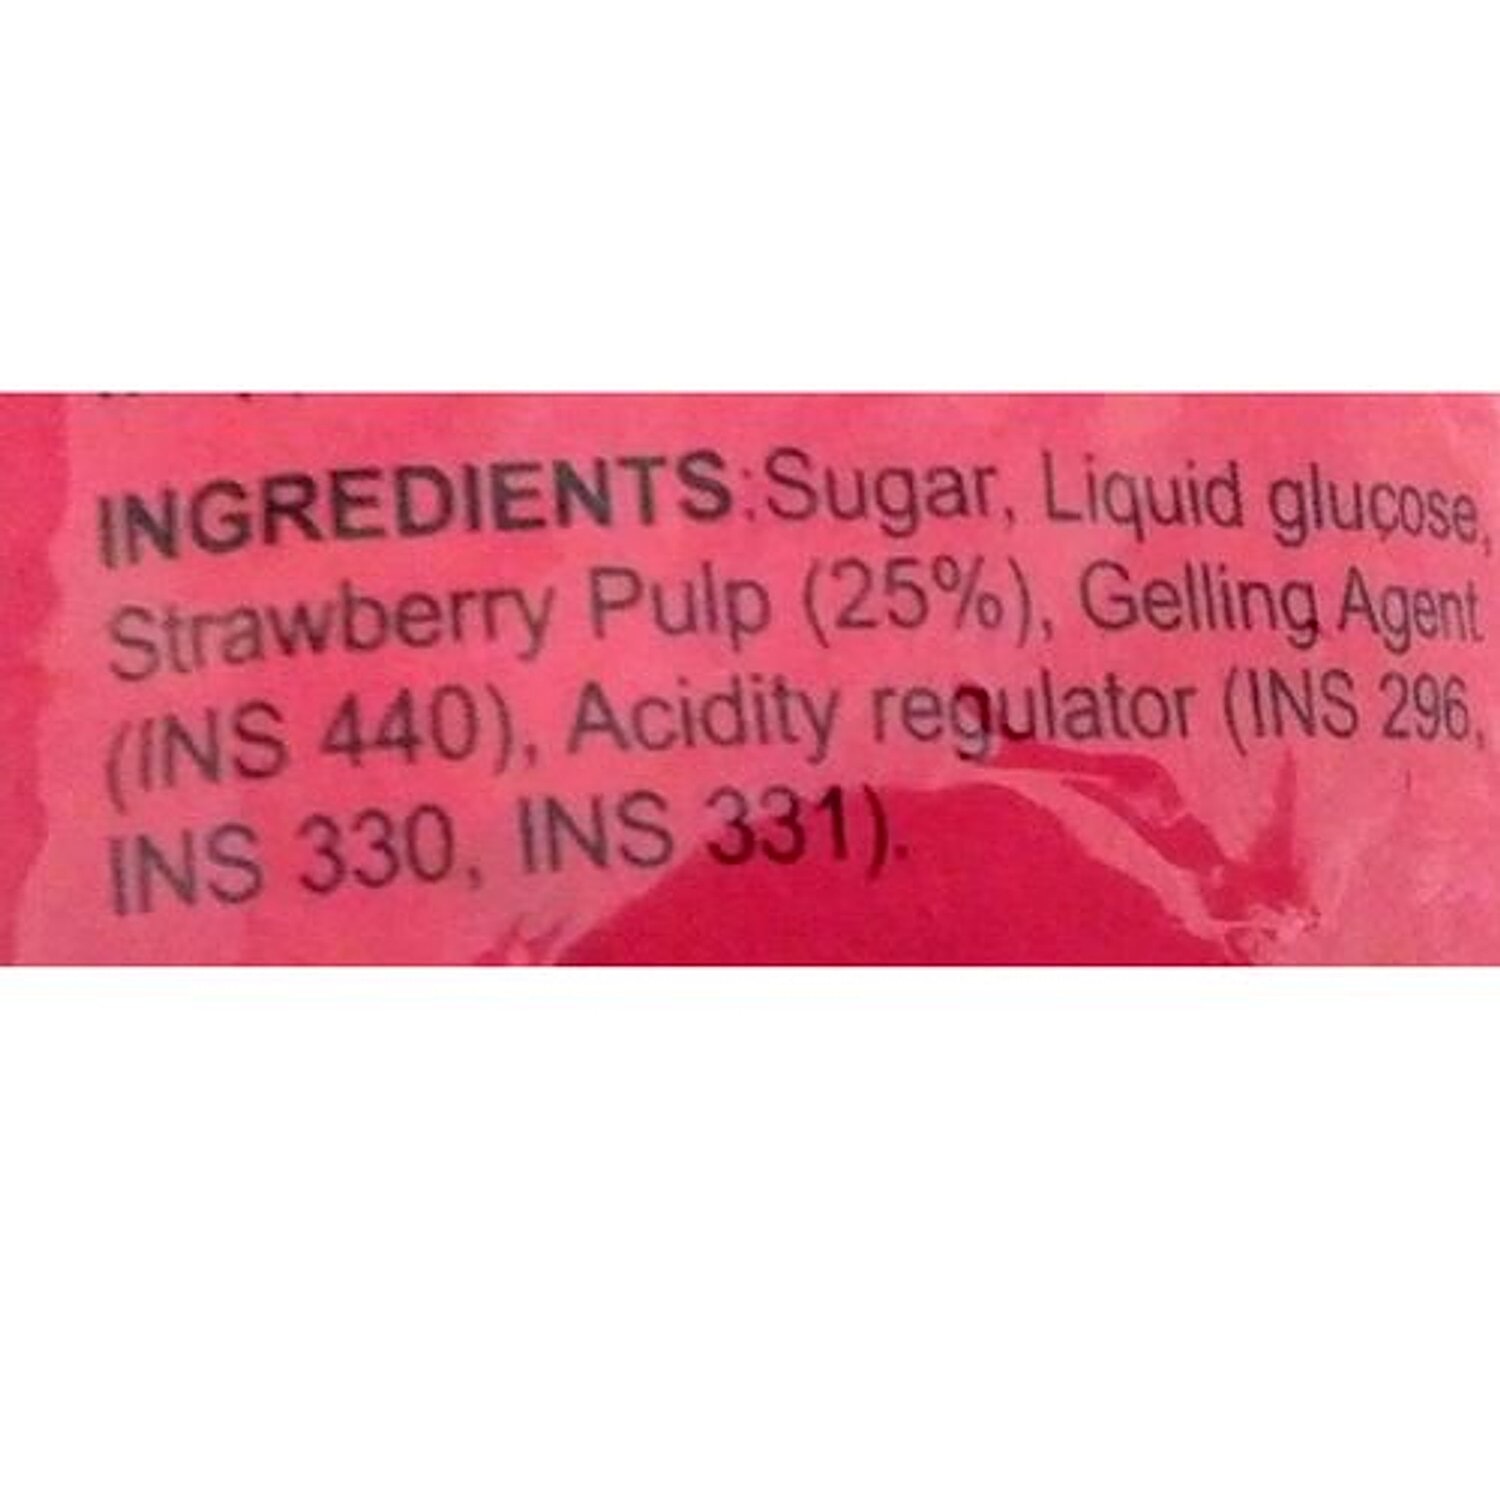 INGREDIENTS:Sugar, Liquid glucose,
Strawberry Pulp (25%), Gelling Agent
(INS 440), Acidity regulator (INS 296,
INS 330, INS 331).